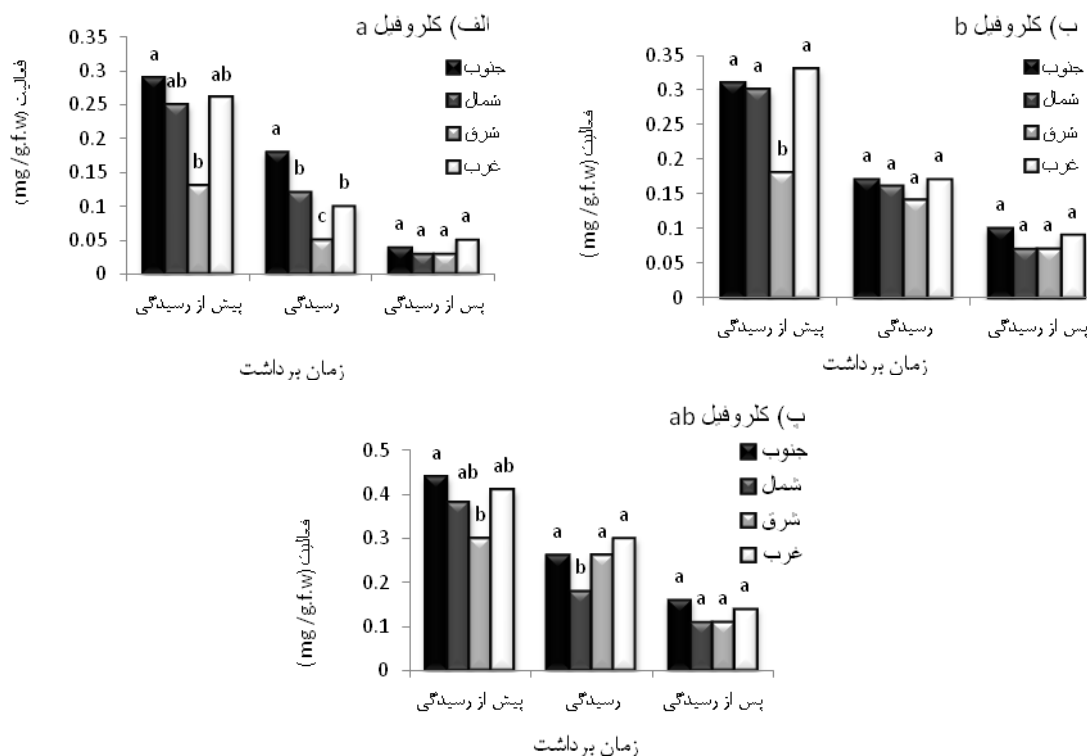 الف) کلروفیل a
فعالیت (mg /g.f.w)
0.35
0.3
0.25
0.2
0.15
0.1
0.05
0
a ab b ab
a b c b
a a a a
جنوب
شمال
شرق
غرب
پیش از رسیدگی رسیدگی پس از رسیدگی
زمان برداشت
ب) کلروفیل b
فعالیت (mg /g.f.w)
0.35
0.3
0.25
0.2
0.15
0.1
0.05
0
a a b a
a a a a
a a a a
جنوب
شمال
شرق
غرب
پیش از رسیدگی رسیدگی پس از رسیدگی
زمان برداشت
پ) کلروفیل ab
فعالیت (mg /g.f.w)
0.5
0.4
0.3
0.2
0.1
0
a ab b ab
a b a a
a a a a
جنوب
شمال
شرق
غرب
پیش از رسیدگی رسیدگی پس از رسیدگی
زمان برداشت